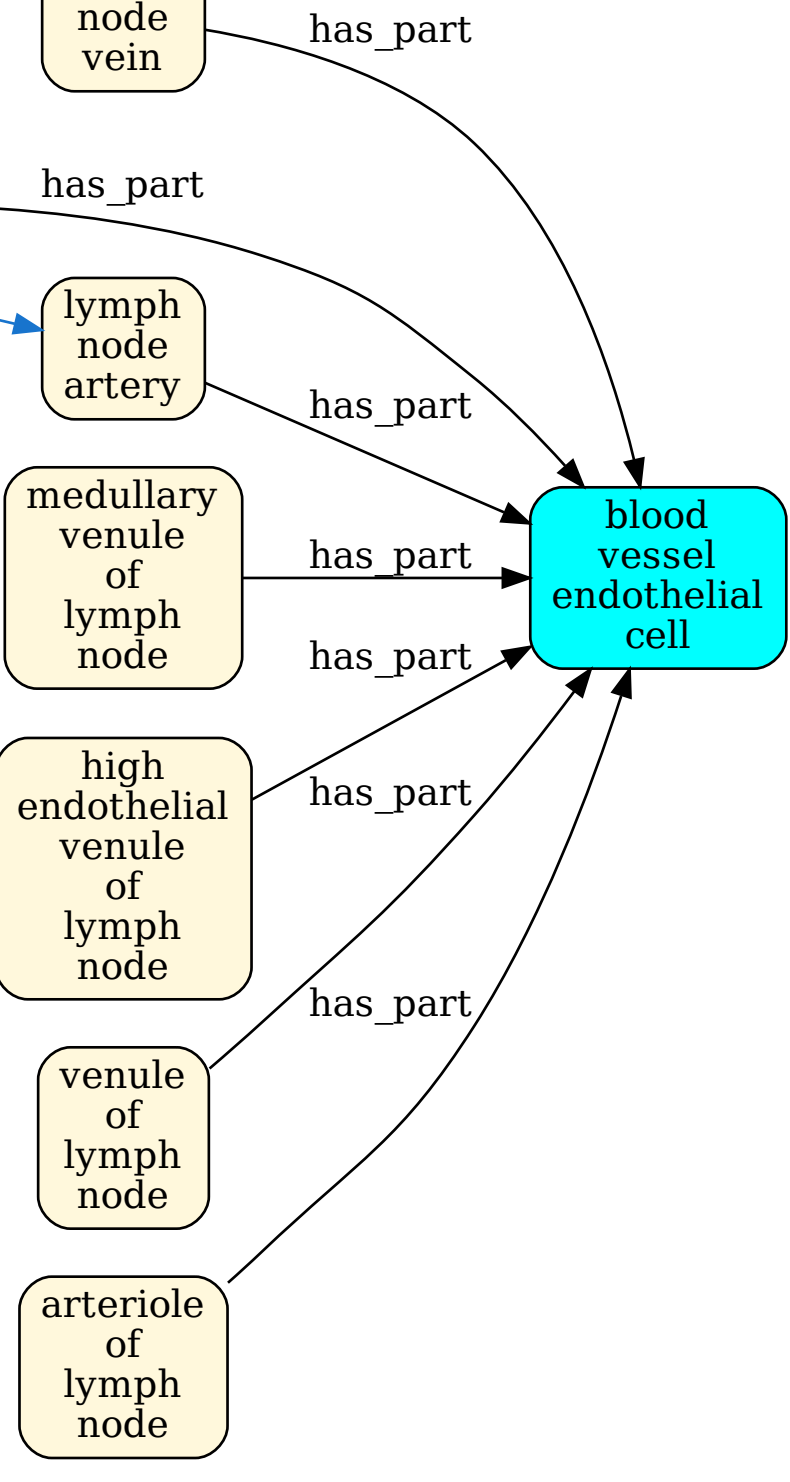 node
vein
has_part
has_part
lymph
node
artery
has_part
medullary
venule
of
lymph
node
has_part
blood
vessel
endothelial
cell
has_part
high
endothelial
venule
of
lymph
node
has_part
has_part
venule
of
lymph
node
arteriole
of
lymph
node